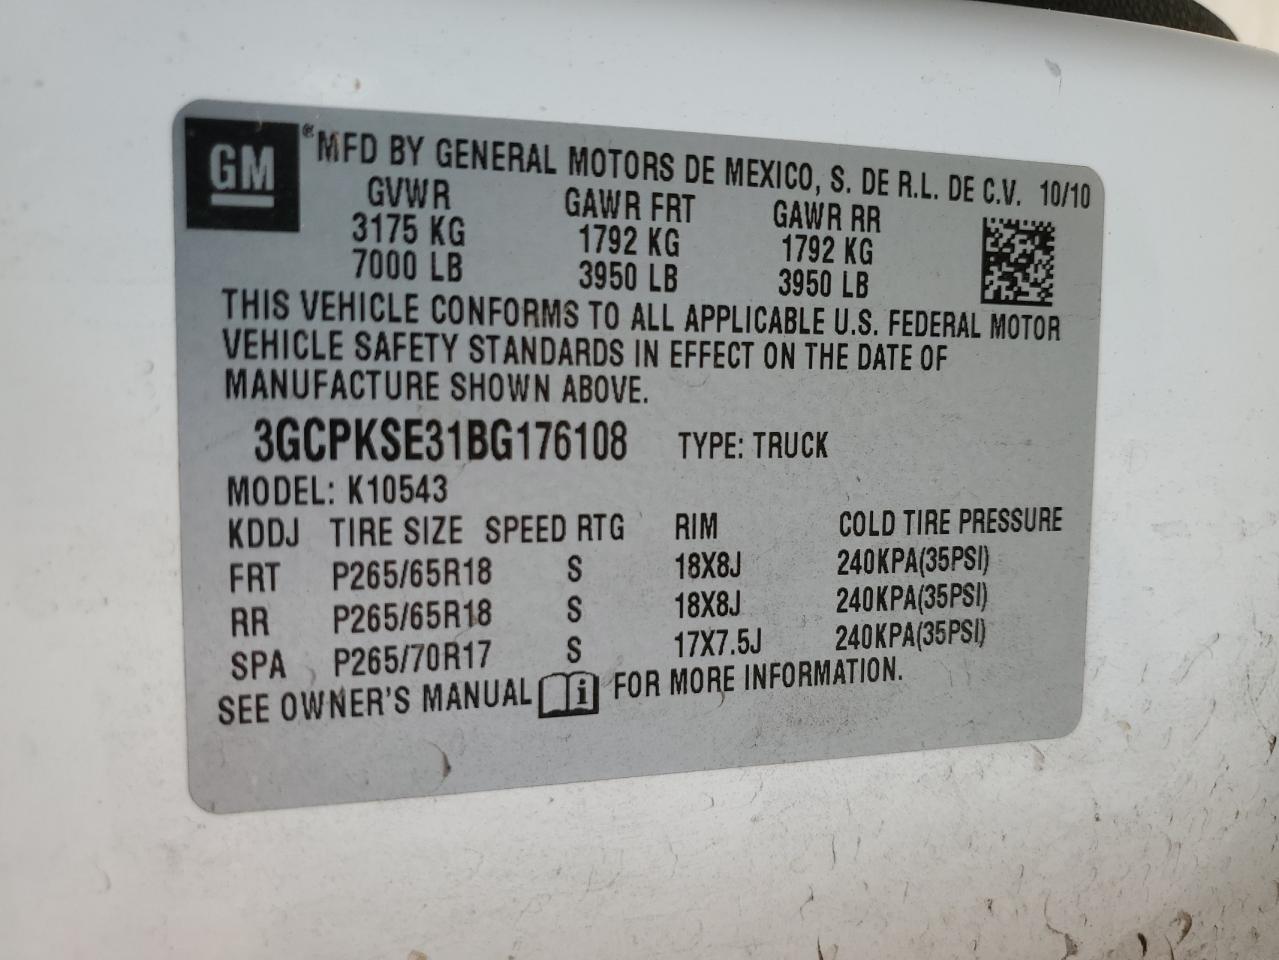 GM ® MFD BY GENERAL MOTORS DE MEXICO, S. DE R.L. DE C.V. 10/10
GVWR GAWR FRT GAWR RR
3175 KG 1792 KG 1792 KG
7000 LB 3950 LB 3950 LB
THIS VEHICLE CONFORMS TO ALL APPLICABLE U.S. FEDERAL MOTOR
VEHICLE SAFETY STANDARDS IN EFFECT ON THE DATE OF
MANUFACTURE SHOWN ABOVE.
3GCPKSE31BG176108 TYPE: TRUCK
MODEL: K10543
KDDJ TIRE SIZE SPEED RTG RIM COLD TIRE PRESSURE
FRT P265/65R18 S 18X8J 240KPA(35PSI)
RR P265/65R18 S 18X8J 240KPA(35PSI)
SPA P265/70R17 S 17X7.5J 240KPA(35PSI)
SEE OWNER'S MANUAL i FOR MORE INFORMATION.